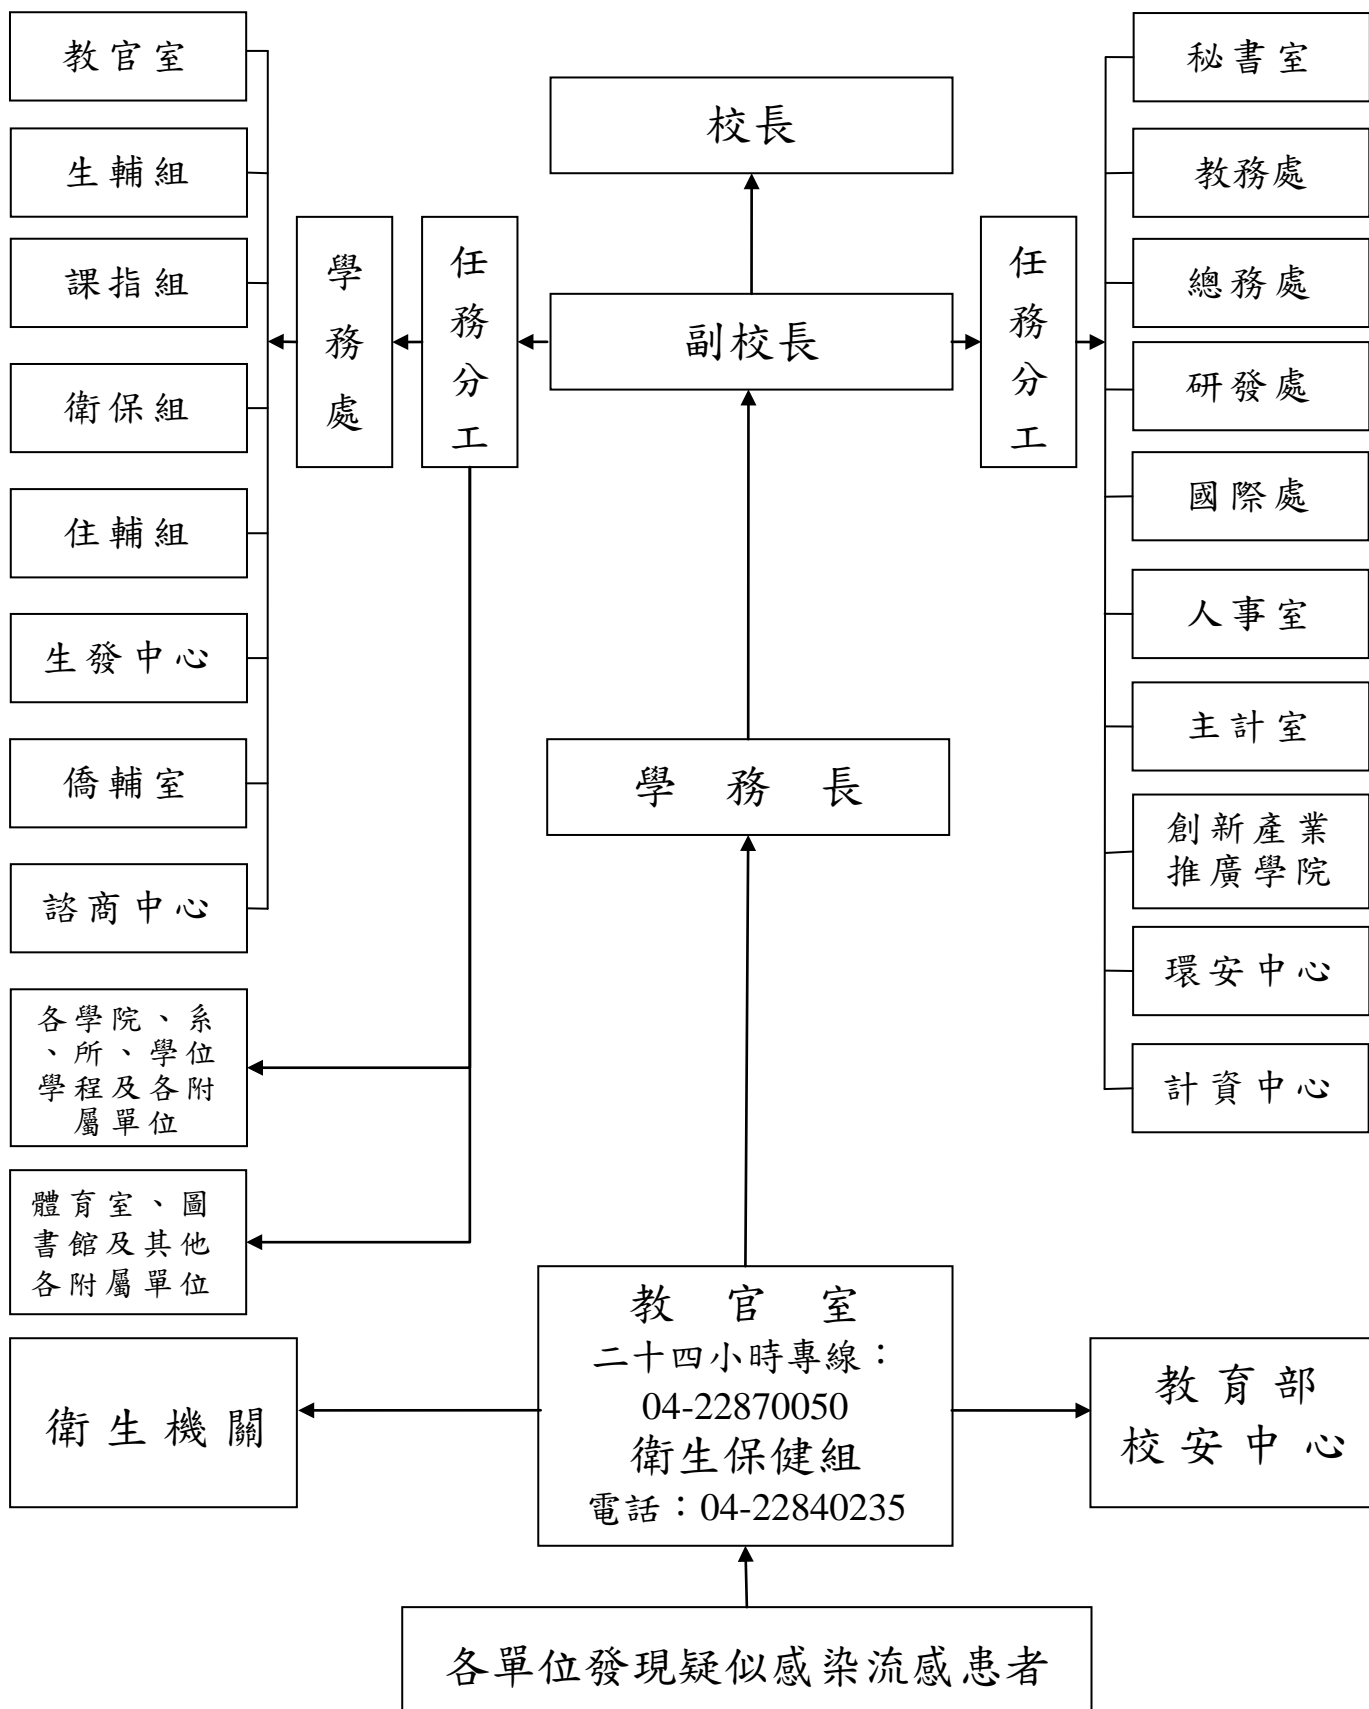 教官室
生輔組
課指組
衛保組
住輔組
生發中心
僑輔室
諮商中心
各學院、系
、所、學位
學程及各附
屬單位
體育室、圖
書館及其他
各附屬單位
學務處
任務分工
校長
副校長
學務長
任務分工
秘書室
教務處
總務處
研發處
國際處
人事室
主計室
創新產業
推廣學院
環安中心
計資中心
衛生機關
教官室
二十四小時專線：
04-22870050
衛生保健組
電話：04-22840235
教育部
校安中心
各單位發現疑似感染流感患者